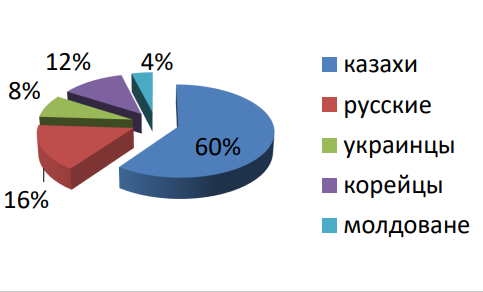 12%
4%
8%
60%
16%
казахи
русские
украинцы
корейцы
молдоване